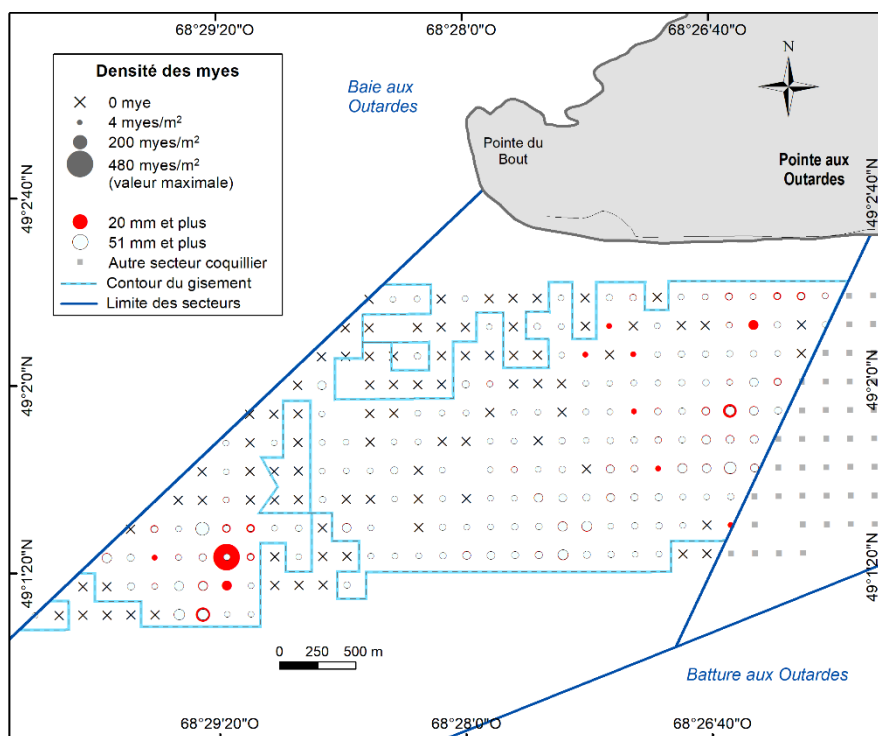 68°29'20"O
68°28'0"O
68°26'40"O
Densité des myes
0 mye
4 myes/m²
200 myes/m²
480 myes/m²
(valeur maximale)
20 mm et plus
51 mm et plus
Autre secteur coquillier
Contour du gisement
Limite des secteurs
Baie aux
Outardes
N
Pointe du
Bout
Pointe aux
Outardes
49°2'40"N
49°2'40"N
49°2'0"N
49°2'0"N
49°1'20"N
49°1'20"N
0 250 500 m
Batture aux Outardes
68°29'20"O
68°28'0"O
68°26'40"O